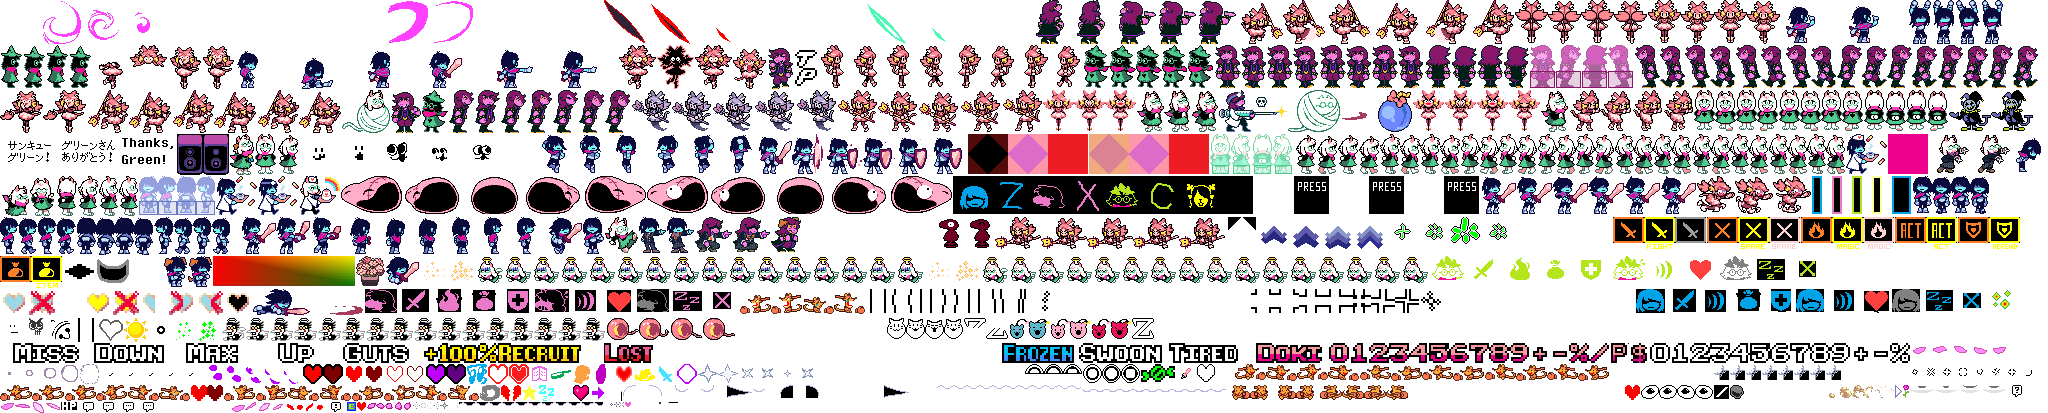 サンキュー
グリーン!
グリーンさん
ありがとう!
Thanks,
Green!
Z X C
PRESS PRESS PRESS
ACT ACT
ITEM
MISS DOWN MAX UP GUTS +100% RECRUIT LOST FROZEN SWOON TIRED DOKI 0123456789+-%/P$0123456789+-%
HP